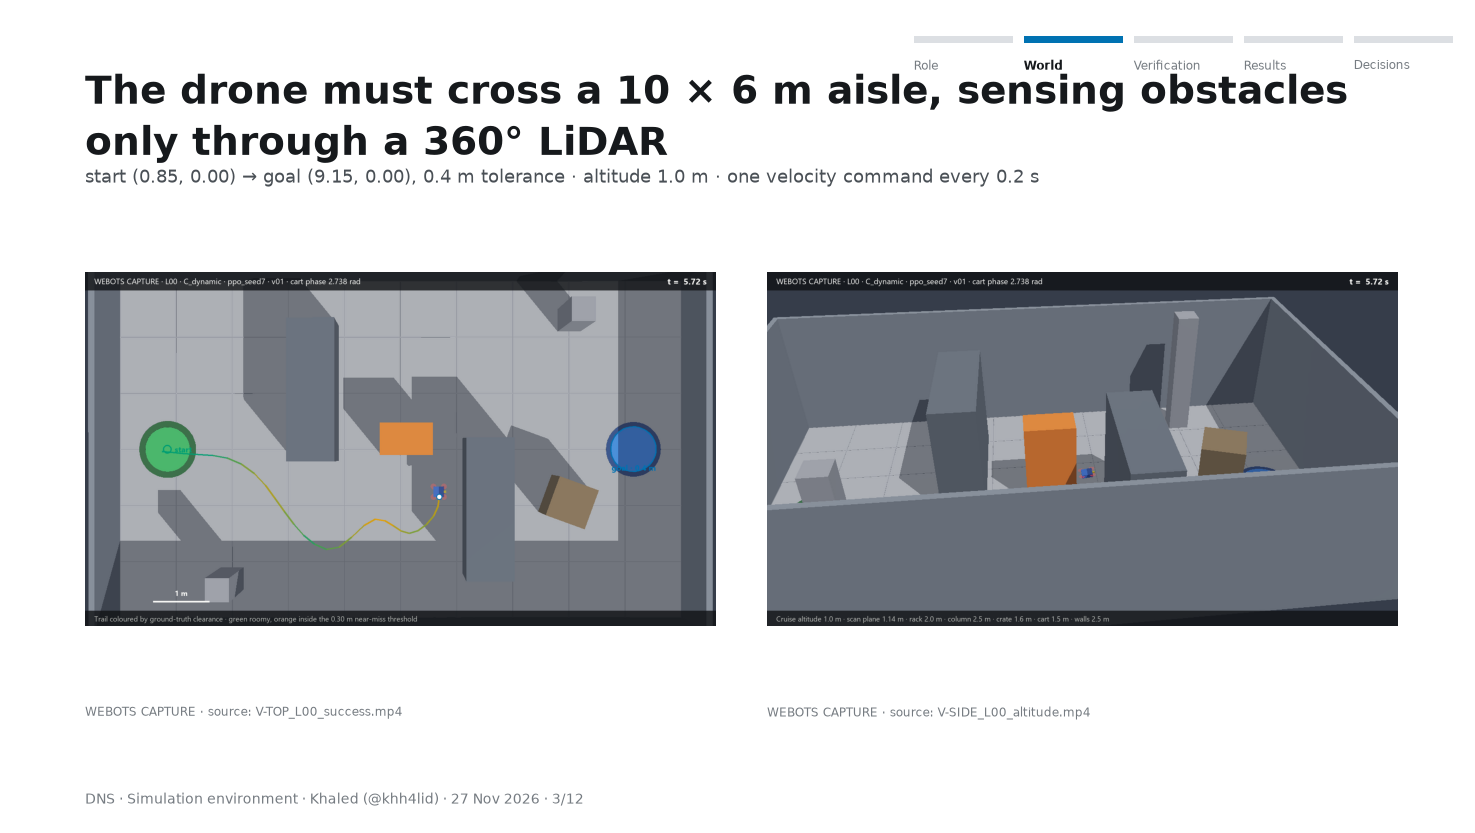 Role
World
Verification
Results
Decisions
The drone must cross a 10 × 6 m aisle, sensing obstacles
only through a 360° LiDAR
start (0.85, 0.00) → goal (9.15, 0.00), 0.4 m tolerance · altitude 1.0 m · one velocity command every 0.2 s
WEBOTS CAPTURE · L00 · C_dynamic · ppo_seed7 · v01 · cart phase 2.738 rad
t = 5.72 s
start
1 m
Trail coloured by ground-truth clearance · green roomy, orange inside the 0.30 m near-miss threshold
WEBOTS CAPTURE · L00 · C_dynamic · ppo_seed7 · v01 · cart phase 2.738 rad
t = 5.72 s
Cruise altitude 1.0 m · scan plane 1.14 m · rack 2.0 m · column 2.5 m · crate 1.6 m · cart 1.5 m · walls 2.5 m
WEBOTS CAPTURE · source: V-TOP_L00_success.mp4
WEBOTS CAPTURE · source: V-SIDE_L00_altitude.mp4
DNS · Simulation environment · Khaled (@khh4lid) · 27 Nov 2026 · 3/12